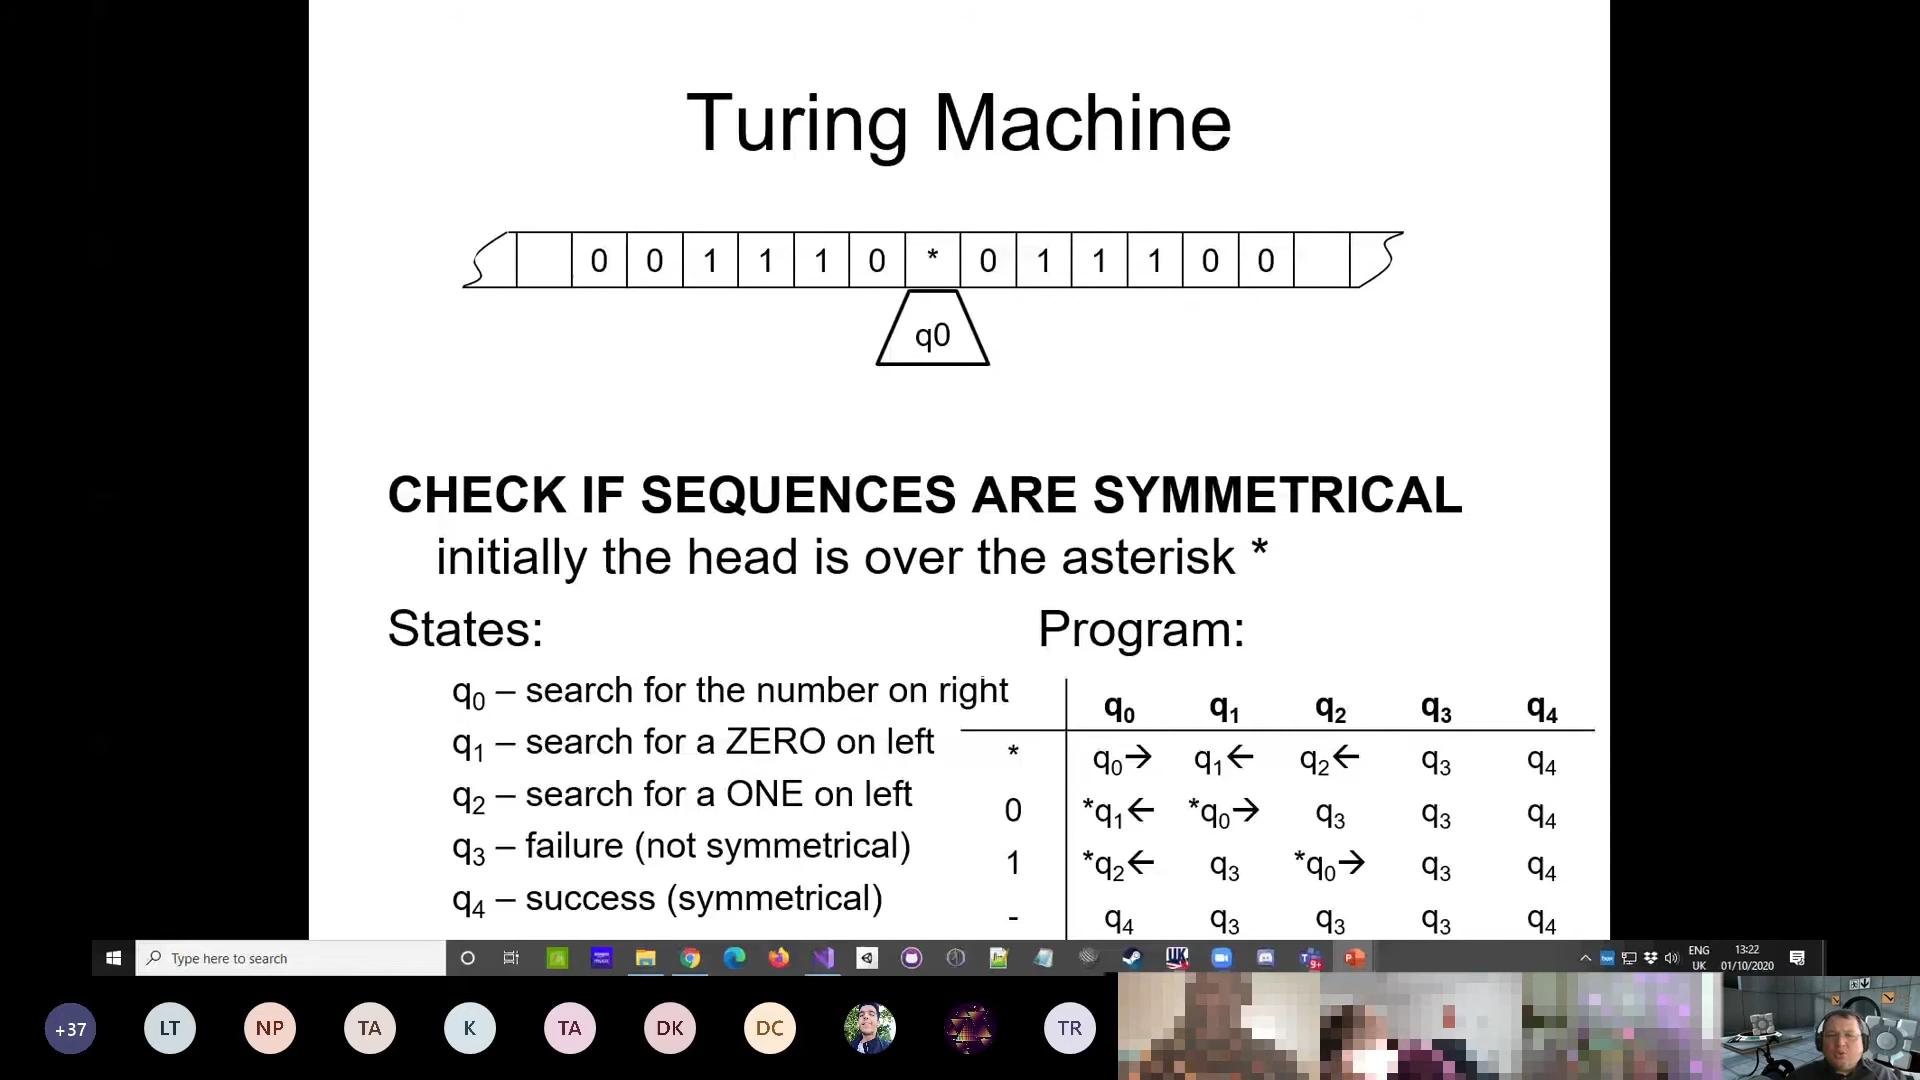 Turing Machine
0 0 1 1 1 0 * 0 1 1 1 0 0
q0
CHECK IF SEQUENCES ARE SYMMETRICAL
initially the head is over the asterisk *
States:
q0 – search for the number on right
q1 – search for a ZERO on left
q2 – search for a ONE on left
q3 – failure (not symmetrical)
q4 – success (symmetrical)
Program:
q0 q1 q2 q3 q4
* q0→ q1← q2← q3 q4
0 *q1← *q0→ q3 q3 q4
1 *q2← q3 *q0→ q3 q4
- q4 q3 q3 q3 q4
Type here to search
UK
9+
ENG
UK
13:22
01/10/2020
+37 LT NP TA K TA DK DC TR